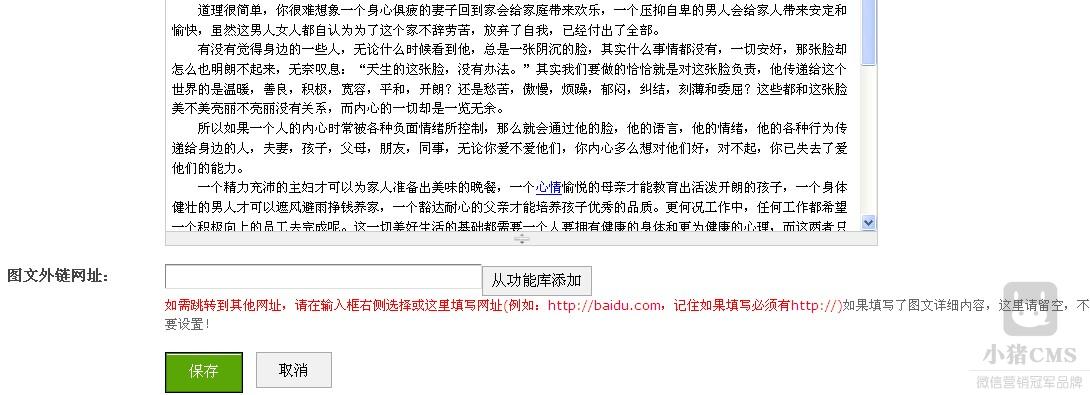 道理很简单，你很难想象一个身心俱疲的妻子回到家会给家庭带来欢乐，一个压抑自卑的男人会给家人带来安定和
愉快，虽然这男人女人都自认为为了这个家不辞劳苦，放弃了自我，已经付出了全部。
有没有觉得身边的一些人，无论什么时候看到他，总是一张阴沉的脸，其实什么事情都没有，一切安好，那张脸却
怎么也明朗不起来，无奈叹息：“天生的这张脸，没有办法。”其实我们要做的恰恰就是对这张脸负责，他传递给这个
世界的是温暖，善良，积极，宽容，平和，开朗？还是愁苦，傲慢，烦躁，郁闷，纠结，刻薄和委屈？这些都和这张脸
美不美亮丽不亮丽没有关系，而内心的一切却是一览无余。
所以如果一个人的内心时常被各种负面情绪所控制，那么就会通过他的脸，他的语言，他的情绪，他的各种行为传
递给身边的人，夫妻，孩子，父母，朋友，同事，无论你爱不爱他们，你内心多么想对他们好，对不起，你已失去了爱
他们的能力。
一个精力充沛的主妇才可以为家人准备出美味的晚餐，一个心情愉悦的母亲才能教育出活泼开朗的孩子，一个身体
健壮的男人才可以遮风避雨挣钱养家，一个豁达耐心的父亲才能培养孩子优秀的品质。更何况工作中，任何工作都希望
一个积极向上的员工去完成呢。这一切美好生活的基础都需要一个人要拥有健康的身体和更为健康的心理，而这两者只
图文外链网址：
从功能库添加
如需跳转到其他网址，请在输入框右侧选择或这里填写网址(例如：http://baidu.com，记住如果填写必须有http://)如果填写了图文详细内容，这里请留空，不
要设置！
保存
取消
小猪CMS
微信营销冠军品牌